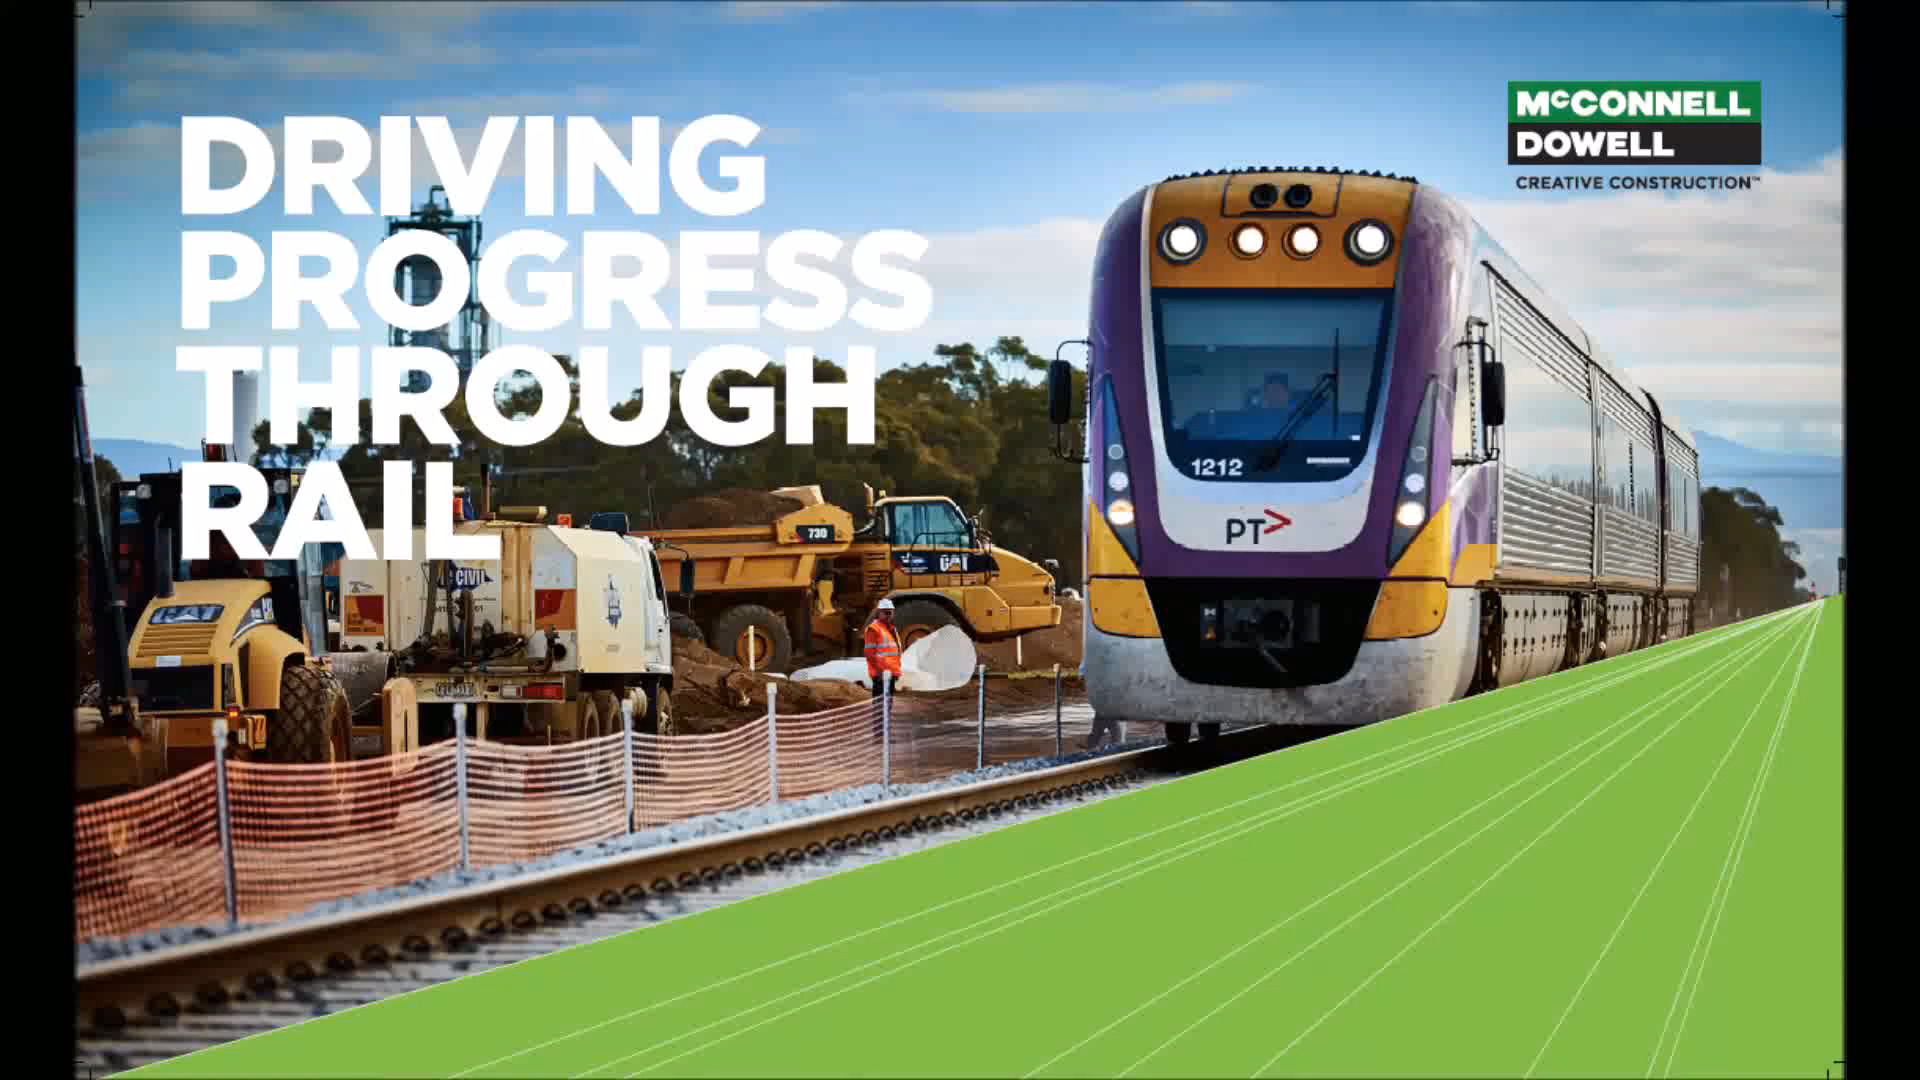 DRIVING
PROGRESS
THROUGH
RAIL
McCONNELL
DOWELL
CREATIVE CONSTRUCTION™
1212
PT>
730
CAT
CIVIL
CAT